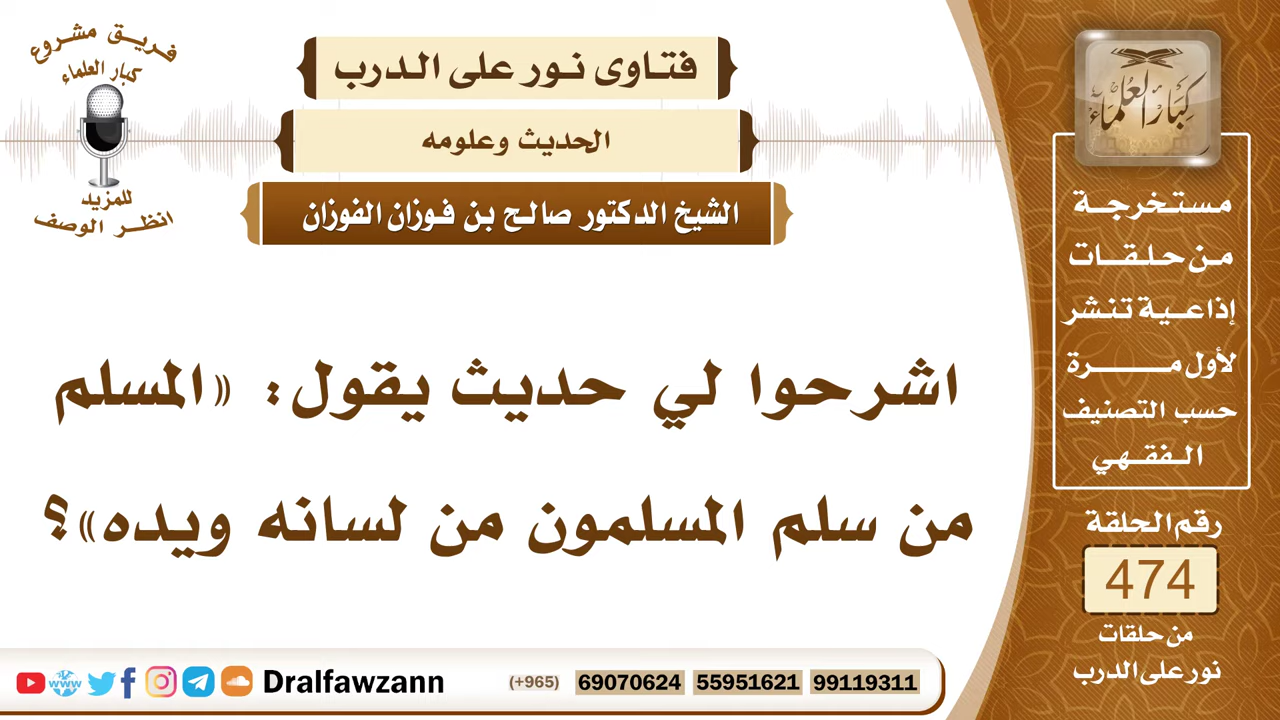 فريق مشروع
كبار العلماء
للمزيد
انظر الوصف
فتاوى نور على الدرب
الحديث وعلومه
الشيخ الدكتور صالح بن فوزان الفوزان
اشرحوا لي حديث يقول: «المسلم
من سلم المسلمون من لسانه ويده»؟
كبار العلماء
مستخرجة
من حلقات
إذاعية تنشر
لأول مرة
حسب التصنيف
الفقهي
رقم الحلقة
474
من حلقات
نور على الدرب
www Dralfawzann (+965) 69070624 55951621 99119311